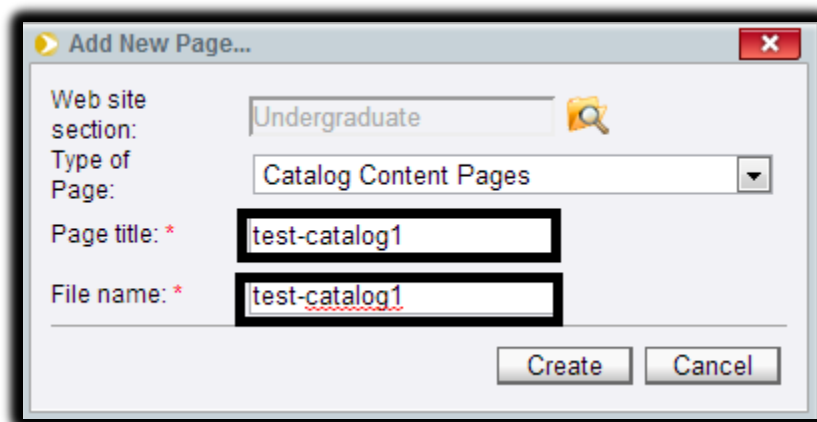 Add New Page...
Web site
section:
Undergraduate
Type of
Page:
Catalog Content Pages
Page title: *
test-catalog1
File name: *
test-catalog1
Create
Cancel